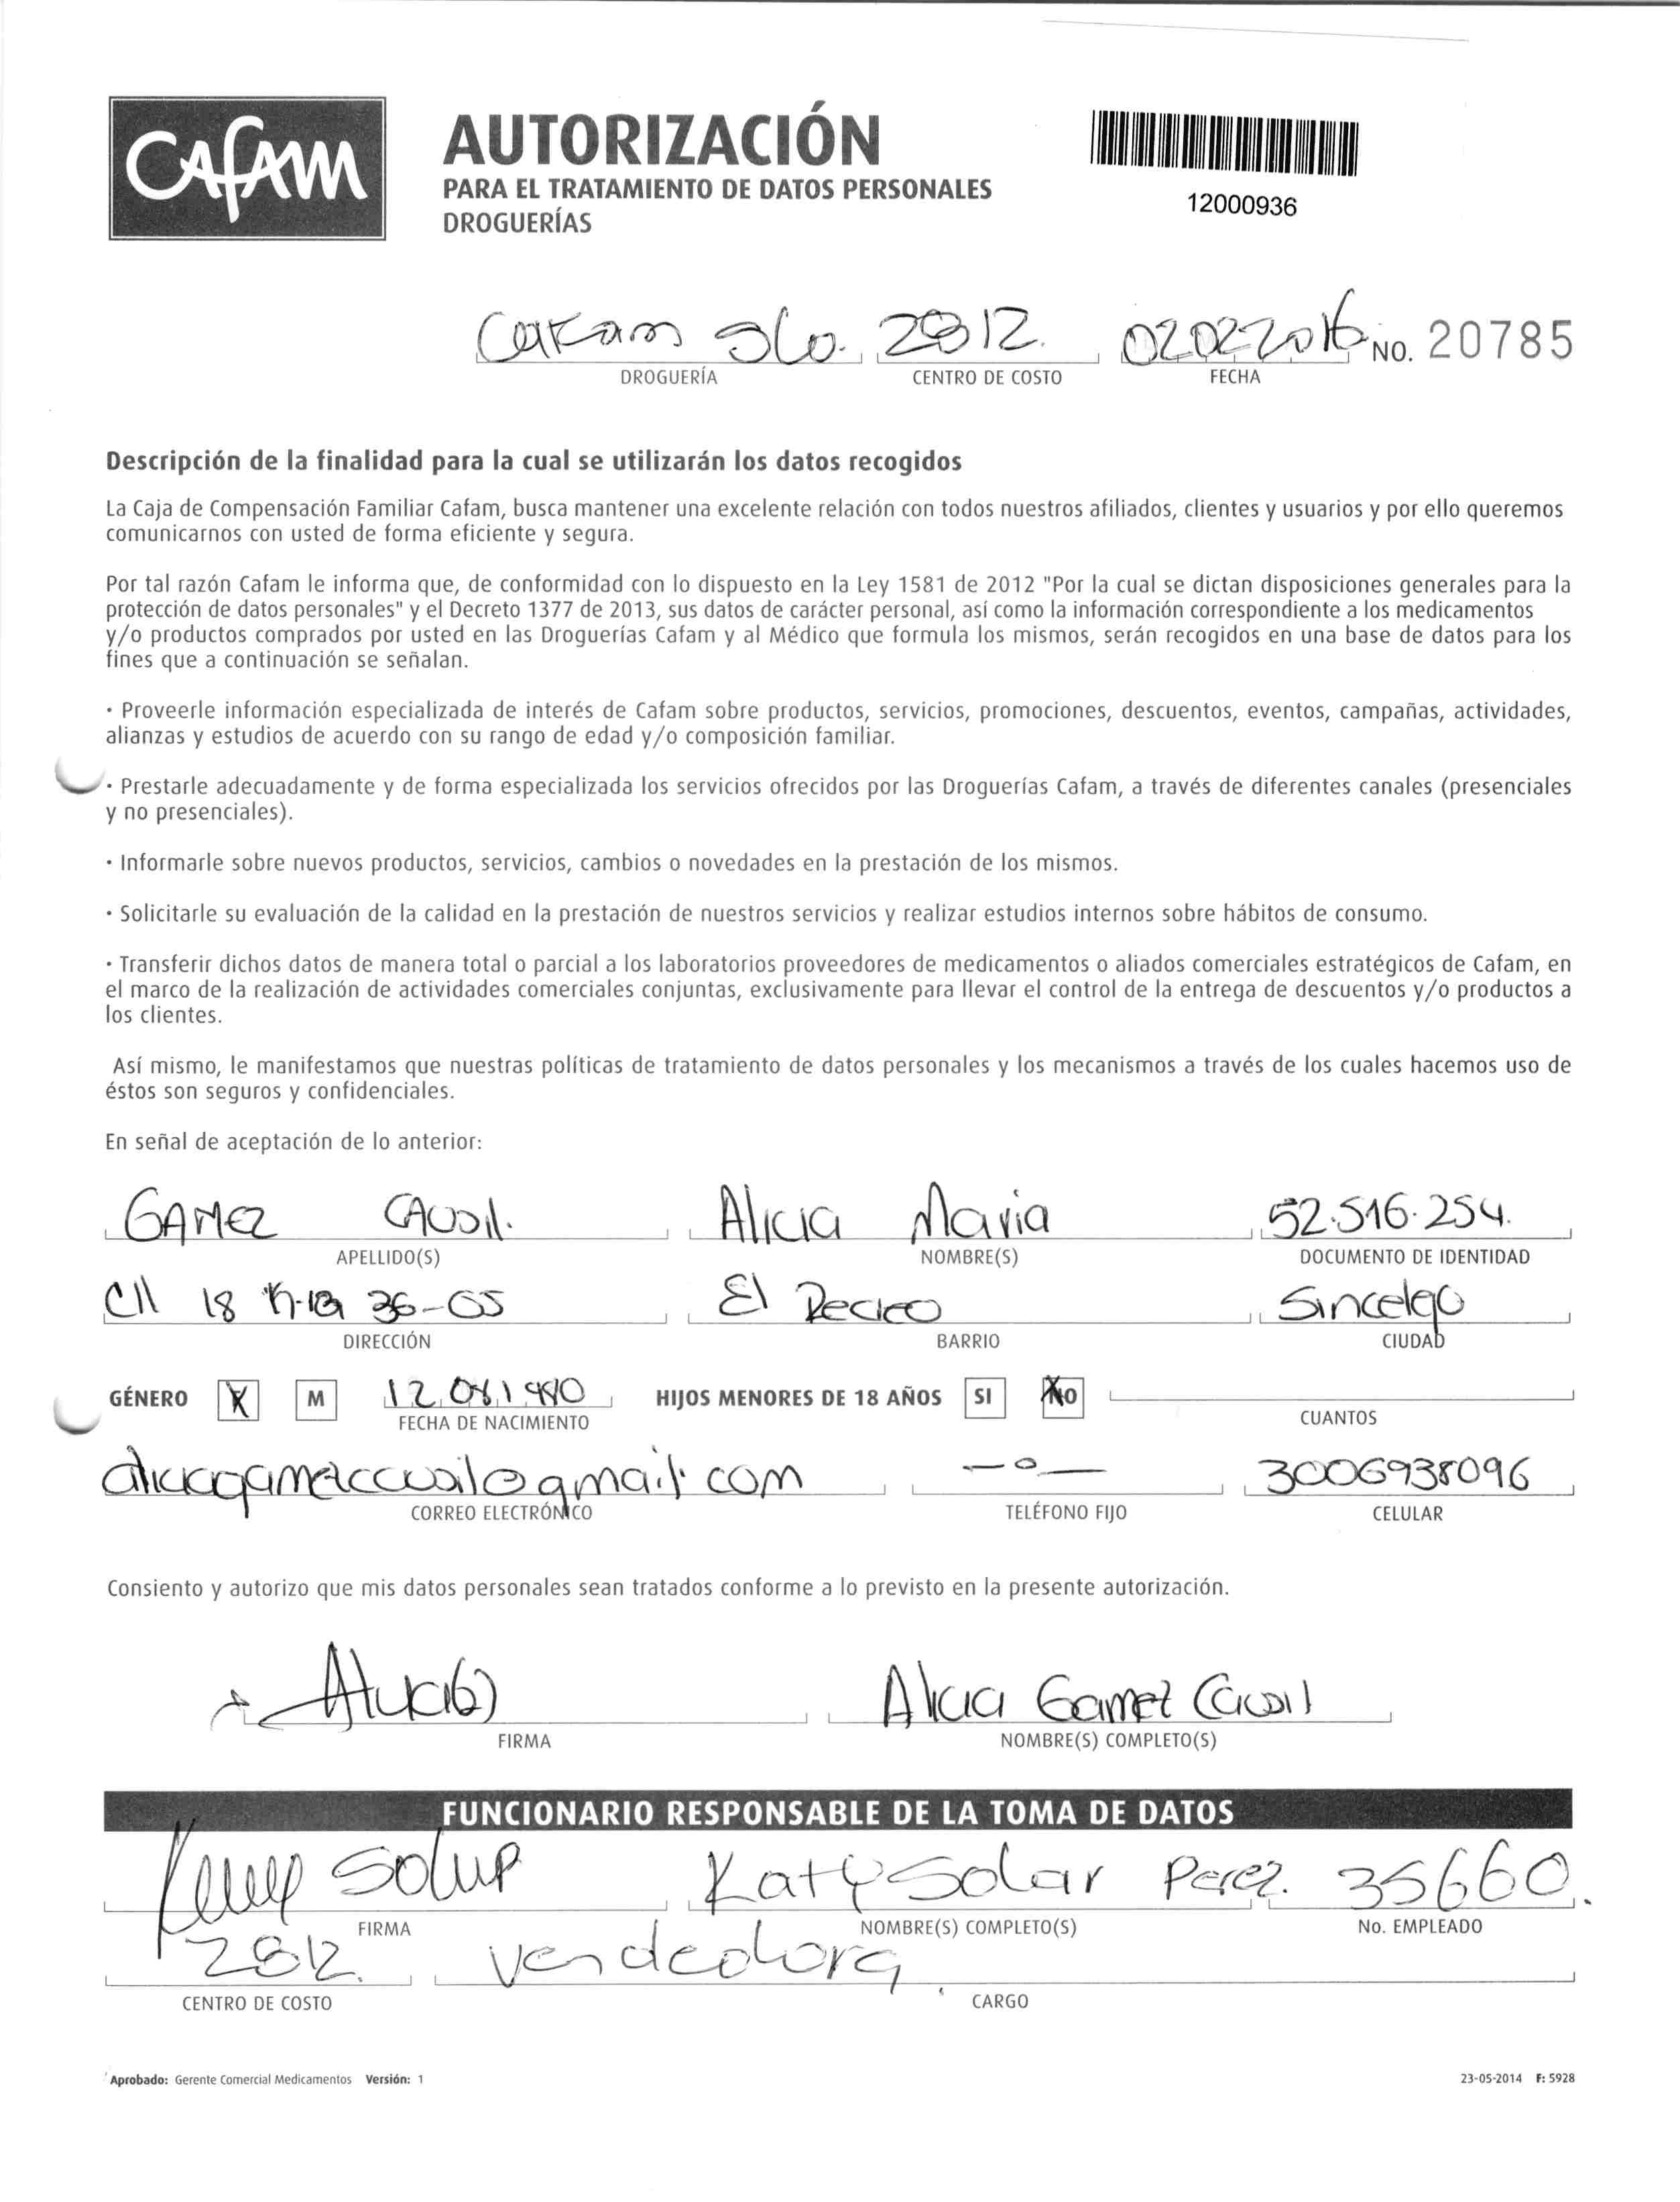 CAFAM
AUTORIZACIÓN
PARA EL TRATAMIENTO DE DATOS PERSONALES
DROGUERÍAS
12000936
Cafam Slo. 2812. 02022016 NO. 20785
DROGUERÍA CENTRO DE COSTO FECHA
Descripción de la finalidad para la cual se utilizarán los datos recogidos
La Caja de Compensación Familiar Cafam, busca mantener una excelente relación con todos nuestros afiliados, clientes y usuarios y por ello queremos
comunicarnos con usted de forma eficiente y segura.
Por tal razón Cafam le informa que, de conformidad con lo dispuesto en la Ley 1581 de 2012 "Por la cual se dictan disposiciones generales para la
protección de datos personales" y el Decreto 1377 de 2013, sus datos de carácter personal, así como la información correspondiente a los medicamentos
y/o productos comprados por usted en las Droguerías Cafam y al Médico que formula los mismos, serán recogidos en una base de datos para los
fines que a continuación se señalan.
· Proveerle información especializada de interés de Cafam sobre productos, servicios, promociones, descuentos, eventos, campañas, actividades,
alianzas y estudios de acuerdo con su rango de edad y/o composición familiar.
· Prestarle adecuadamente y de forma especializada los servicios ofrecidos por las Droguerías Cafam, a través de diferentes canales (presenciales
y no presenciales).
· Informarle sobre nuevos productos, servicios, cambios o novedades en la prestación de los mismos.
· Solicitarle su evaluación de la calidad en la prestación de nuestros servicios y realizar estudios internos sobre hábitos de consumo.
· Transferir dichos datos de manera total o parcial a los laboratorios proveedores de medicamentos o aliados comerciales estratégicos de Cafam, en
el marco de la realización de actividades comerciales conjuntas, exclusivamente para llevar el control de la entrega de descuentos y/o productos a
los clientes.
Así mismo, le manifestamos que nuestras políticas de tratamiento de datos personales y los mecanismos a través de los cuales hacemos uso de
éstos son seguros y confidenciales.
En señal de aceptación de lo anterior:
GAMEZ CAUSIL. Alicia Maria 52.516.254.
APELLIDO(S) NOMBRE(S) DOCUMENTO DE IDENTIDAD
Cll 18 36-65 El Recreo Sincelejo
DIRECCIÓN BARRIO CIUDAD
GÉNERO X M 12 08 1980 HIJOS MENORES DE 18 AÑOS SI NO
FECHA DE NACIMIENTO CUANTOS
aliciagamezcausil@gmail.com —o— 3006938096
CORREO ELECTRÓNICO TELÉFONO FIJO CELULAR
Consiento y autorizo que mis datos personales sean tratados conforme a lo previsto en la presente autorización.
Alicia G Alicia Gamez Causil
FIRMA NOMBRE(S) COMPLETO(S)
FUNCIONARIO RESPONSABLE DE LA TOMA DE DATOS
Katy Solar Perez. 35660.
FIRMA NOMBRE(S) COMPLETO(S) No. EMPLEADO
2812. vendedora.
CENTRO DE COSTO CARGO
Aprobado: Gerente Comercial Medicamentos Versión: 1 23-05-2014 F: 5928